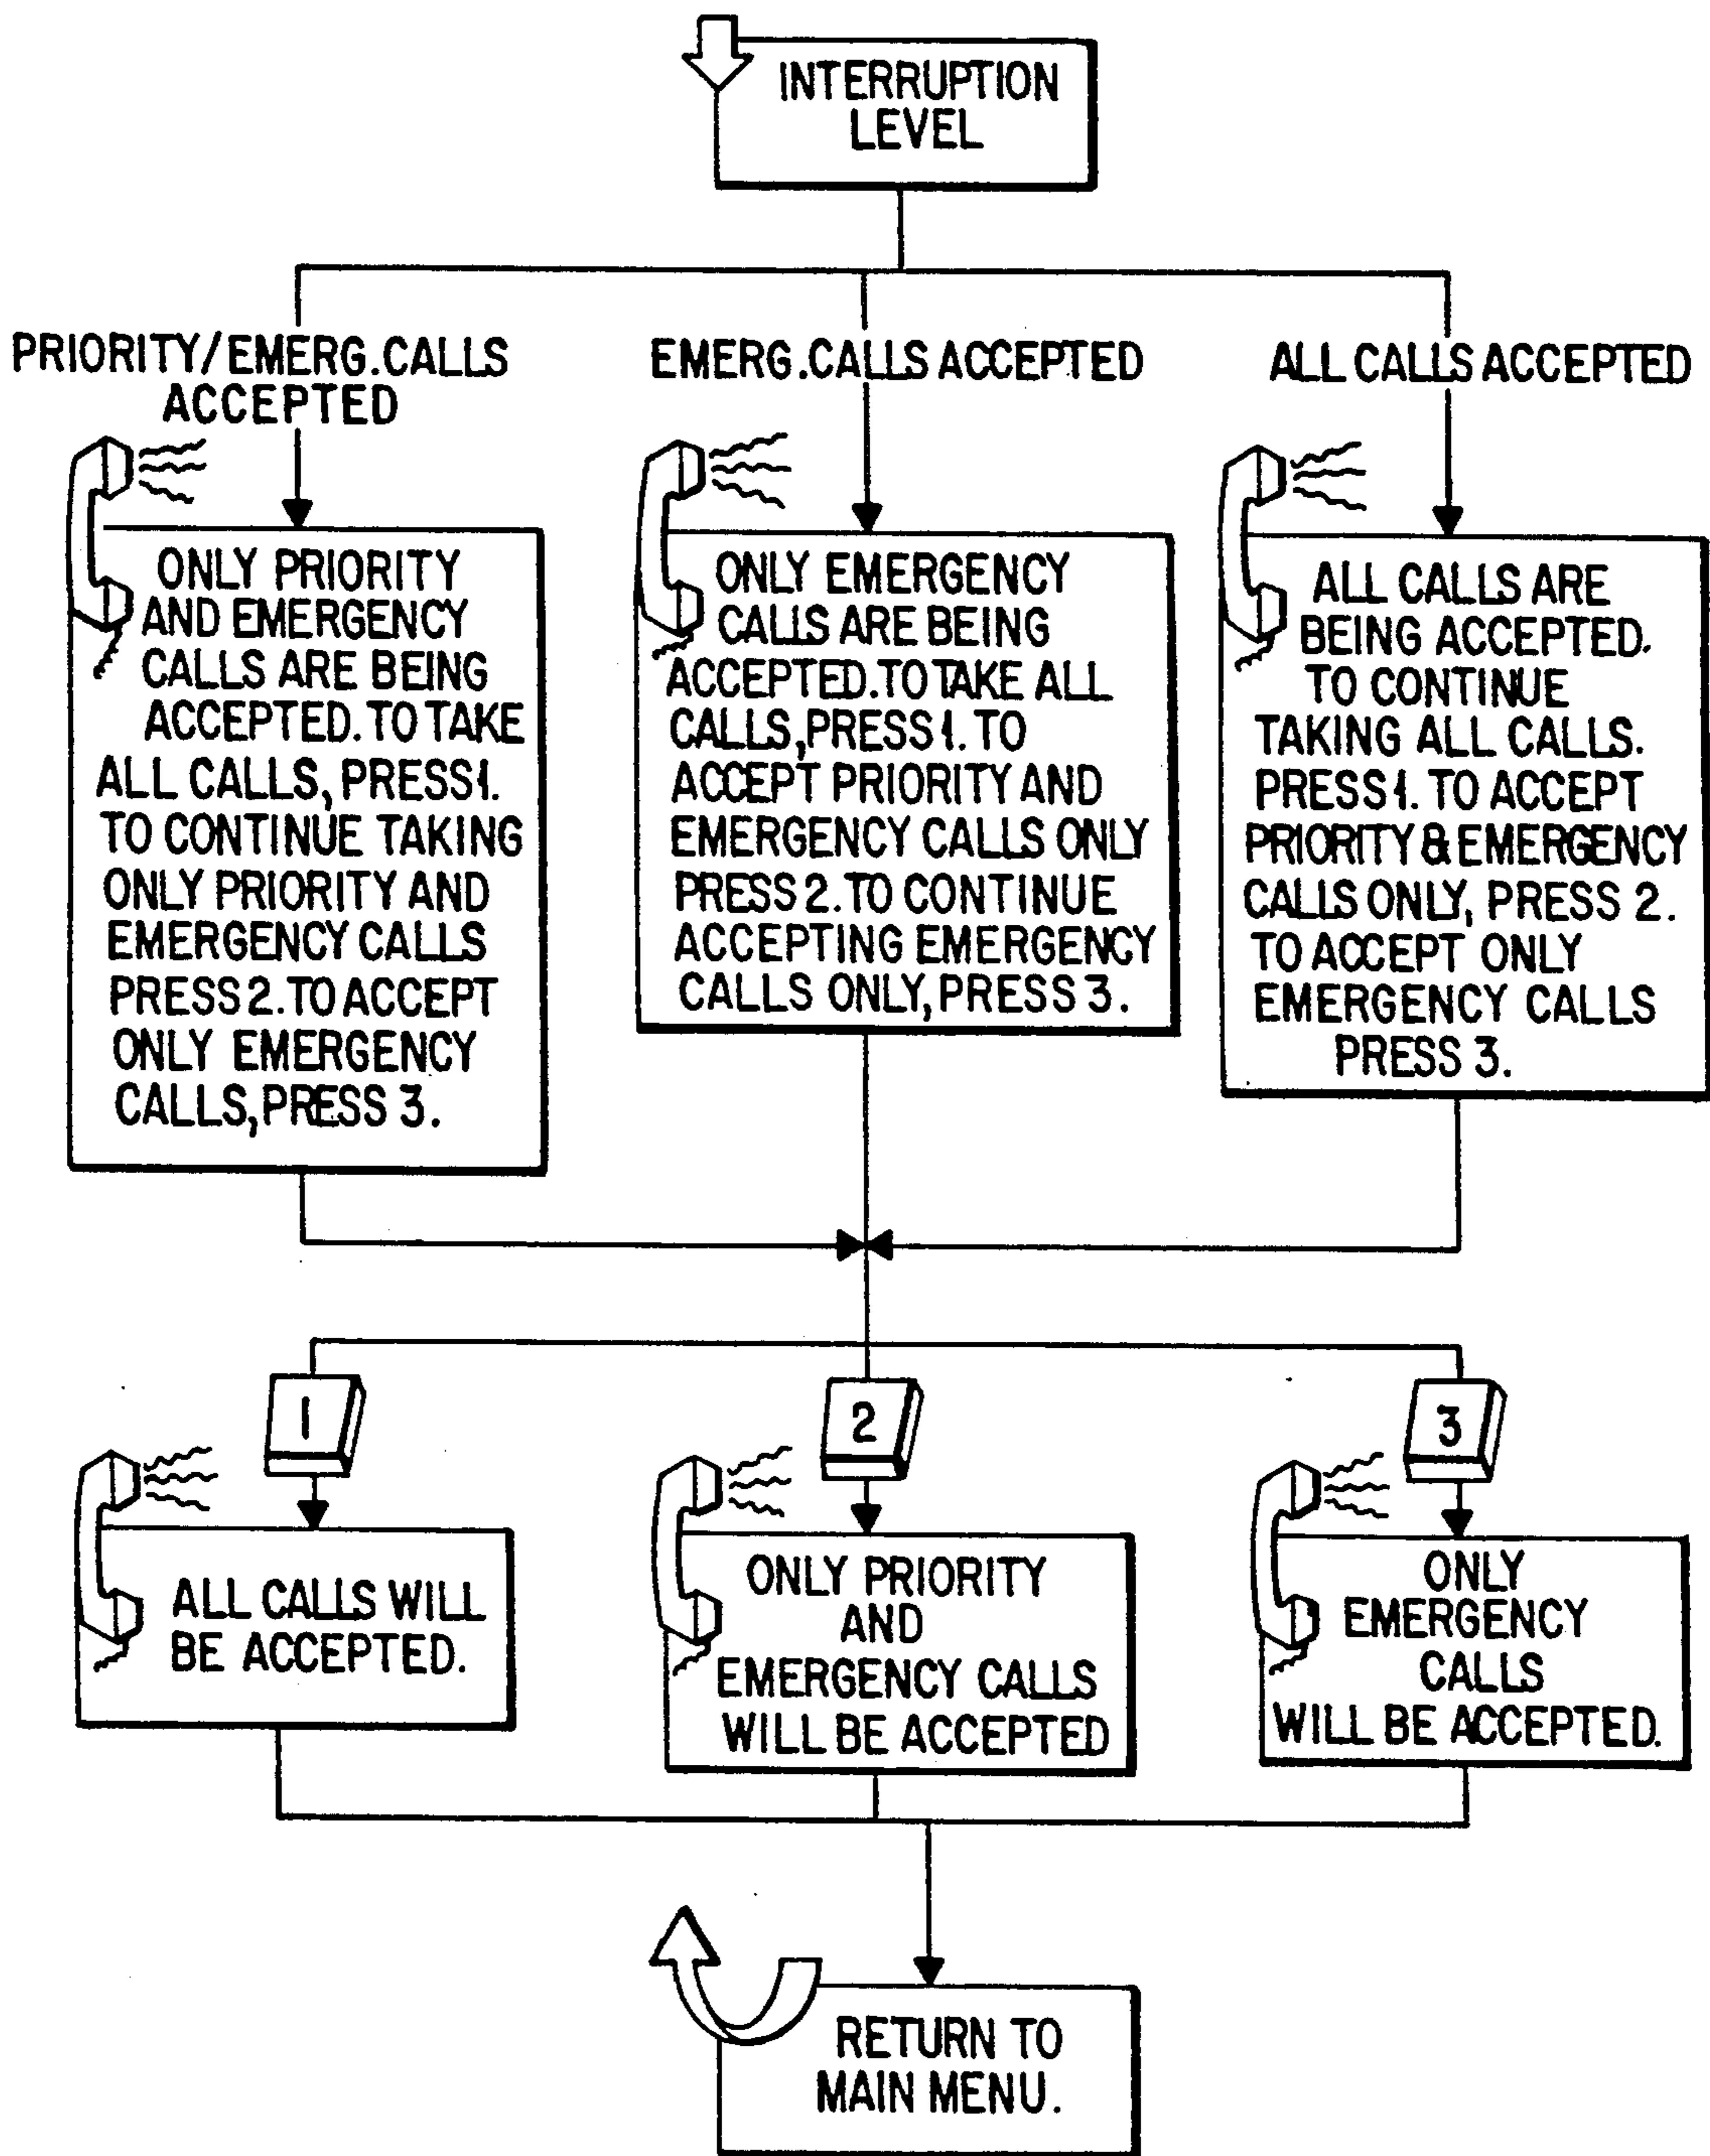 INTERRUPTION
LEVEL
PRIORITY/EMERG. CALLS
ACCEPTED
EMERG. CALLS ACCEPTED
ALL CALLS ACCEPTED
ONLY PRIORITY
AND EMERGENCY
CALLS ARE BEING
ACCEPTED. TO TAKE
ALL CALLS, PRESS 1.
TO CONTINUE TAKING
ONLY PRIORITY AND
EMERGENCY CALLS
PRESS 2. TO ACCEPT
ONLY EMERGENCY
CALLS, PRESS 3.
ONLY EMERGENCY
CALLS ARE BEING
ACCEPTED. TO TAKE ALL
CALLS, PRESS 1. TO
ACCEPT PRIORITY AND
EMERGENCY CALLS ONLY
PRESS 2. TO CONTINUE
ACCEPTING EMERGENCY
CALLS ONLY, PRESS 3.
ALL CALLS ARE
BEING ACCEPTED.
TO CONTINUE
TAKING ALL CALLS.
PRESS 1. TO ACCEPT
PRIORITY & EMERGENCY
CALLS ONLY, PRESS 2.
TO ACCEPT ONLY
EMERGENCY CALLS
PRESS 3.
1
2
3
ALL CALLS WILL
BE ACCEPTED.
ONLY PRIORITY
AND
EMERGENCY CALLS
WILL BE ACCEPTED
ONLY
EMERGENCY
CALLS
WILL BE ACCEPTED.
RETURN TO
MAIN MENU.